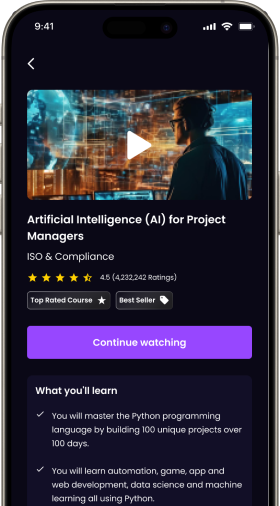 9:41
Artificial Intelligence (AI) for Project
Managers
ISO & Compliance
4.5 (4,232,242 Ratings)
Top Rated Course
Best Seller
Continue watching
What you'll learn
You will master the Python programming
language by building 100 unique projects over
100 days.
You will learn automation, game, app and
web development, data science and machine
learning all using Python.